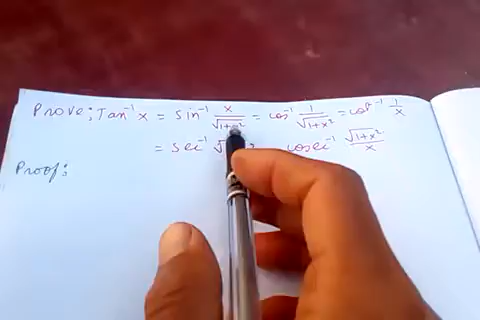 Prove; Tan⁻¹ x = sin⁻¹ x/√(1+x²) = cos⁻¹ 1/√(1+x²) = cot⁻¹ 1/x
= sec⁻¹ cosec⁻¹ √(1+x²)/x
Proof: